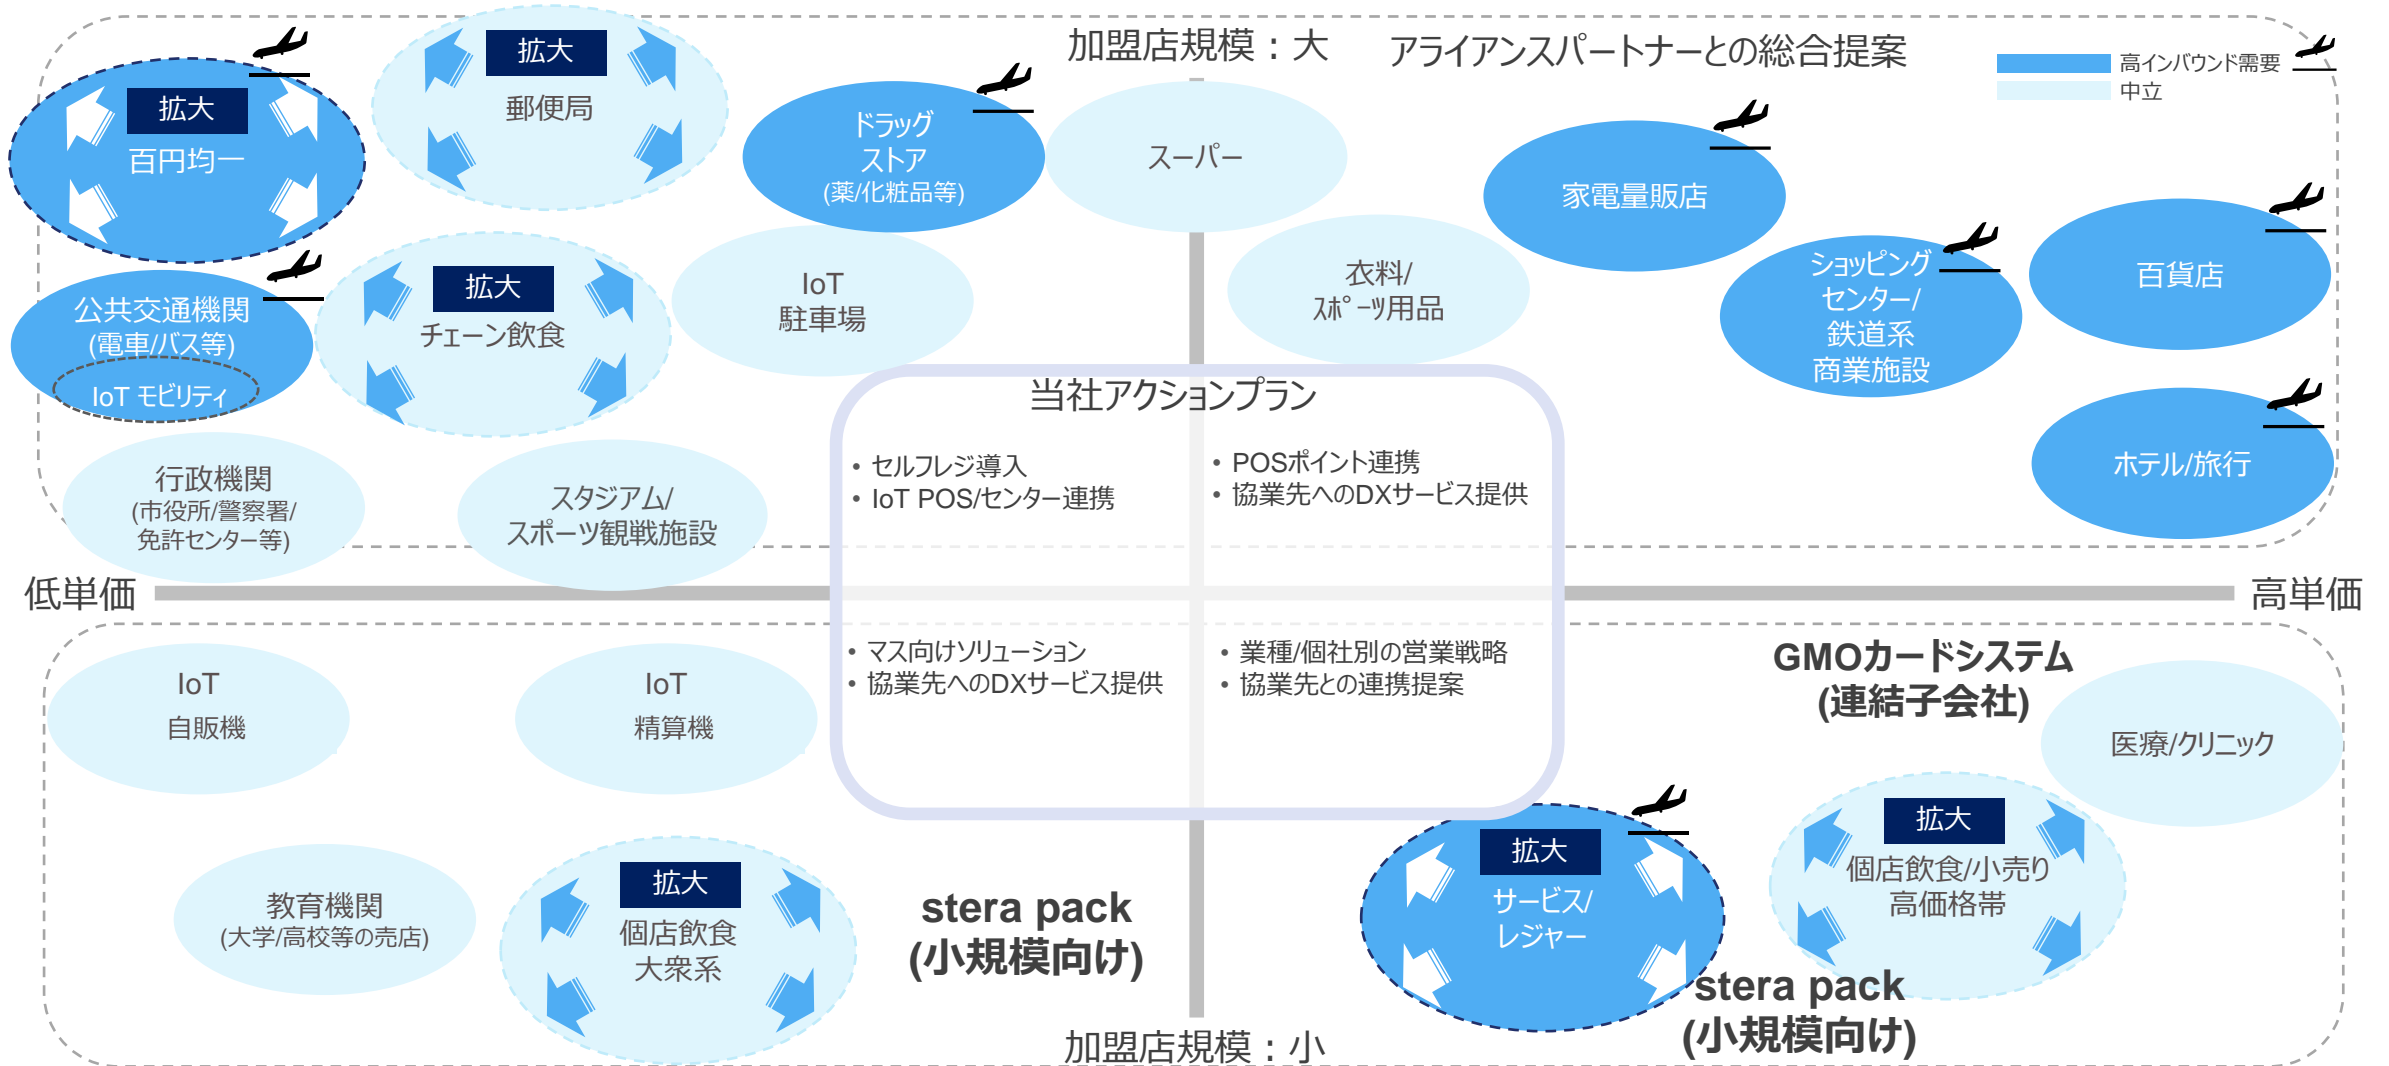 加盟店規模：大
アライアンスパートナーとの総合提案
高インバウンド需要
中立
拡大
百円均一
拡大
郵便局
ドラッグ
ストア
(薬/化粧品等)
スーパー
家電量販店
百貨店
公共交通機関
(電車/バス等)
IoT モビリティ
拡大
チェーン飲食
IoT
駐車場
衣料/
ｽﾎﾟｰﾂ用品
ショッピング
センター/
鉄道系
商業施設
ホテル/旅行
行政機関
(市役所/警察署/
免許センター等)
スタジアム/
スポーツ観戦施設
当社アクションプラン
• セルフレジ導入
• IoT POS/センター連携
• POSポイント連携
• 協業先へのDXサービス提供
低単価
高単価
• マス向けソリューション
• 協業先へのDXサービス提供
• 業種/個社別の営業戦略
• 協業先との連携提案
IoT
自販機
IoT
精算機
GMOカードシステム
(連結子会社)
医療/クリニック
教育機関
(大学/高校等の売店)
拡大
個店飲食
大衆系
stera pack
(小規模向け)
拡大
サービス/
レジャー
拡大
個店飲食/小売り
高価格帯
stera pack
(小規模向け)
加盟店規模：小